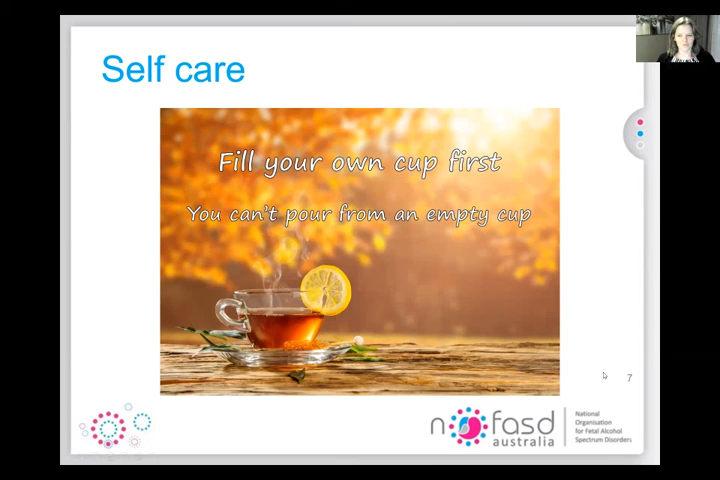 Self care
Fill your own cup first
You can't pour from an empty cup
7
nofasd
australia
National
Organisation
for Fetal Alcohol
Spectrum Disorders